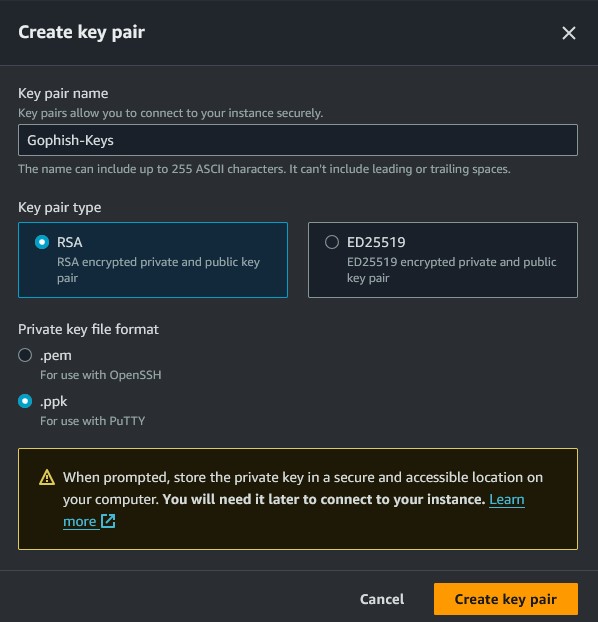 Create key pair
Key pair name
Key pairs allow you to connect to your instance securely.
Gophish-Keys
The name can include up to 255 ASCII characters. It can't include leading or trailing spaces.
Key pair type
RSA
RSA encrypted private and public key
pair
ED25519
ED25519 encrypted private and public
key pair
Private key file format
.pem
For use with OpenSSH
.ppk
For use with PuTTY
When prompted, store the private key in a secure and accessible location on
your computer. You will need it later to connect to your instance. Learn
more
Cancel
Create key pair